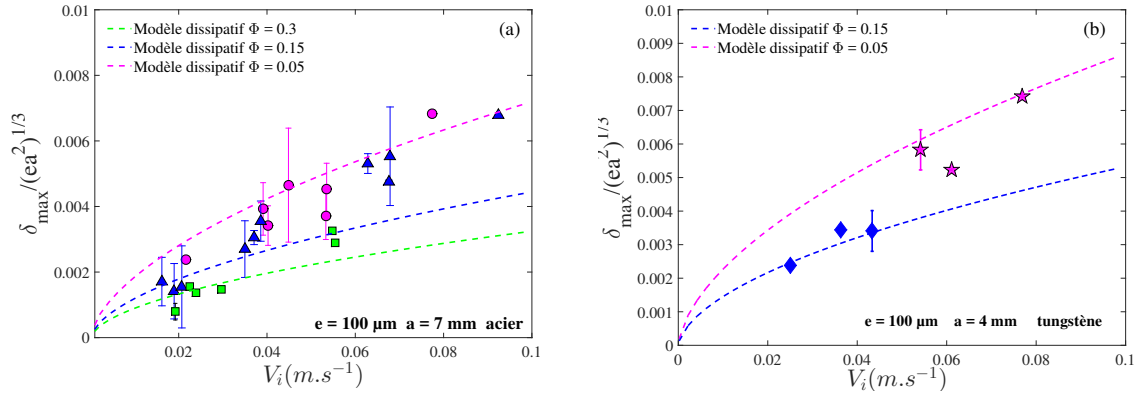 (a)
Modèle dissipatif Φ = 0.3
Modèle dissipatif Φ = 0.15
Modèle dissipatif Φ = 0.05
0.01
0.008
0.006
0.004
0.002
0
δmax/(ea²)^1/3
0.02 0.04 0.06 0.08 0.1
Vi(m.s⁻¹)
e = 100 µm a = 7 mm acier
(b)
Modèle dissipatif Φ = 0.15
Modèle dissipatif Φ = 0.05
0.01
0.009
0.008
0.007
0.006
0.005
0.004
0.003
0.002
0.001
0
δmax/(ea²)^1/3
0 0.02 0.04 0.06 0.08 0.1
Vi(m.s⁻¹)
e = 100 µm a = 4 mm tungstène